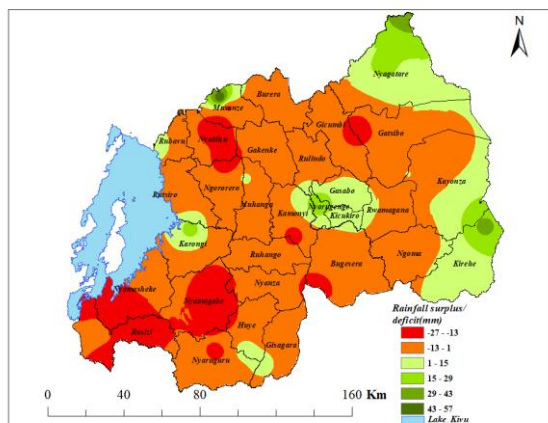 N
Nyagatare
Burera
Musanze
Gicumbi
Gatsibo
Rubavu
Nyabihu
Gakenke
Rulindo
Kayonza
Rutsiro
Ngororero
Gasabo
Muhanga
Nyarugenge
Rwamagana
Kamonyi
Kicukiro
Karongi
Ruhango
Bugesera
Ngoma
Kirehe
Nyamasheke
Nyanza
Nyamagabe
Rusizi
Huye
Gisagara
Nyaruguru
Rainfall surplus/
deficit(mm)
-27 - -13
-13 - 1
1 - 15
15 - 29
29 - 43
43 - 57
Lake Kivu
0 40 80 160 Km